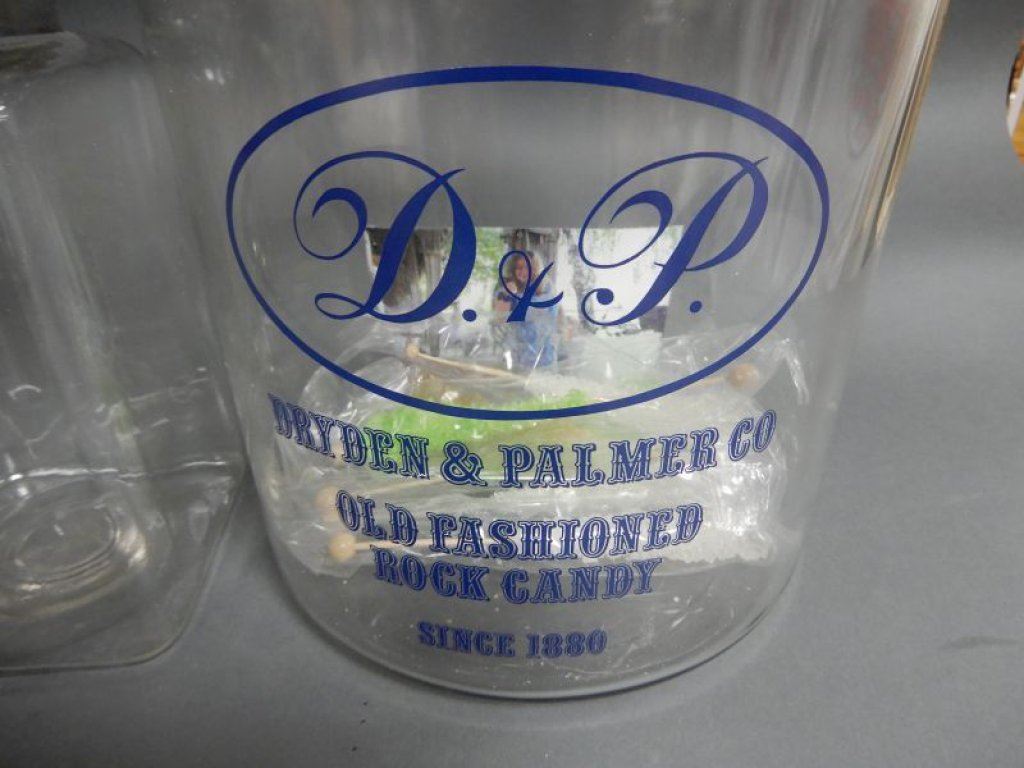 D. & P.
DRYDEN & PALMER CO
OLD FASHIONED
ROCK CANDY
SINCE 1880